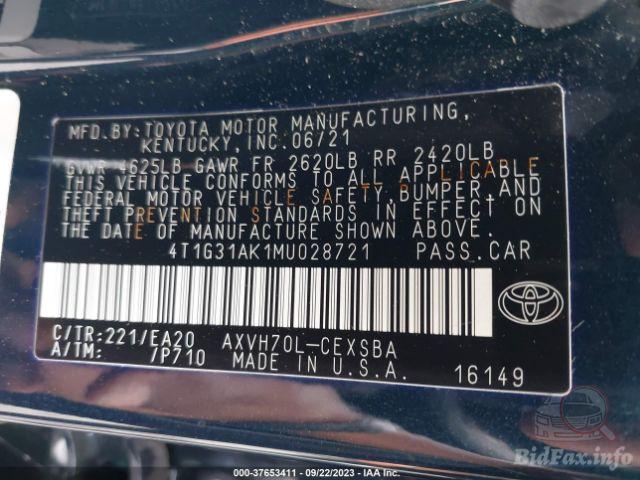 MFD.BY:TOYOTA MOTOR MANUFACTURING,
KENTUCKY, INC.06/21
GVWR 4625LB GAWR FR 2620LB RR 2420LB
THIS VEHICLE CONFORMS TO ALL APPLICABLE
FEDERAL MOTOR VEHICLE SAFETY,BUMPER,AND
THEFT PREVENTION STANDARDS IN EFFECT ON
THE DATE OF MANUFACTURE SHOWN ABOVE.
4T1G31AK1MU028721 PASS.CAR
C/TR:221/EA20 AXVH70L-CEXSBA
A/TM: /P710 MADE IN U.S.A. 16149
000-37653411 - 09/22/2023 - IAA Inc.
BidFax.info